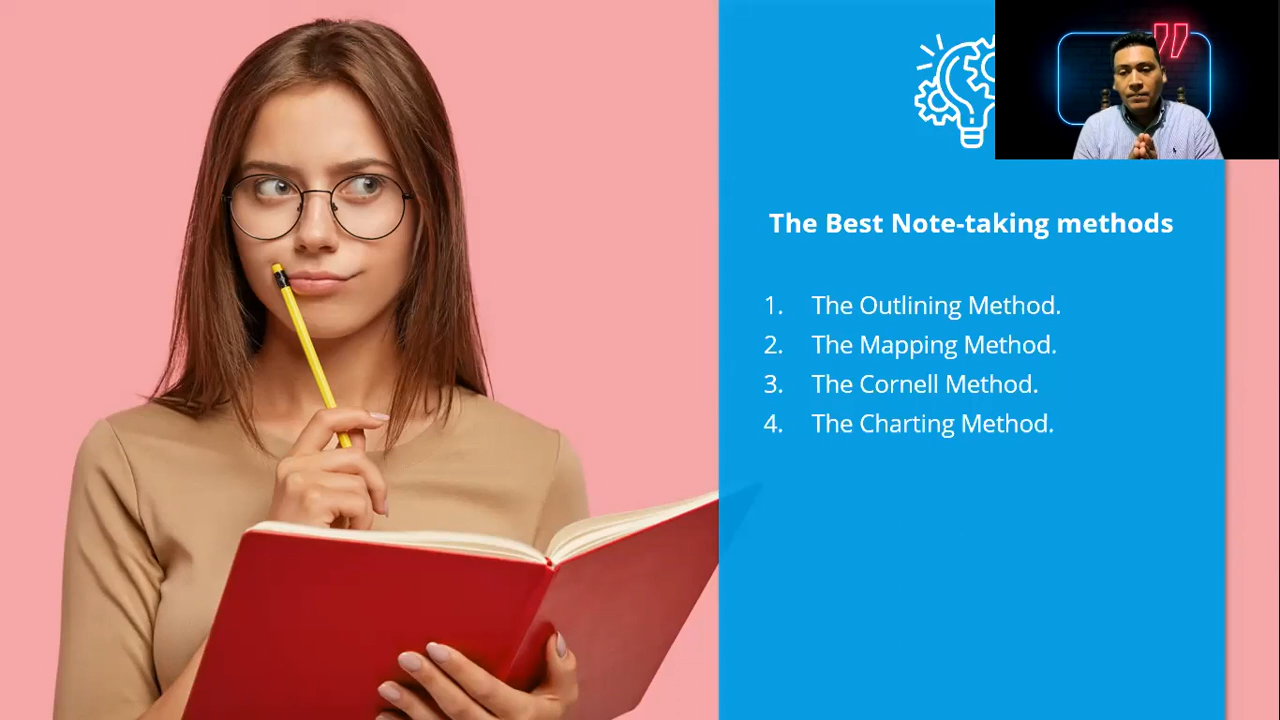 The Best Note-taking methods
1. The Outlining Method.
2. The Mapping Method.
3. The Cornell Method.
4. The Charting Method.